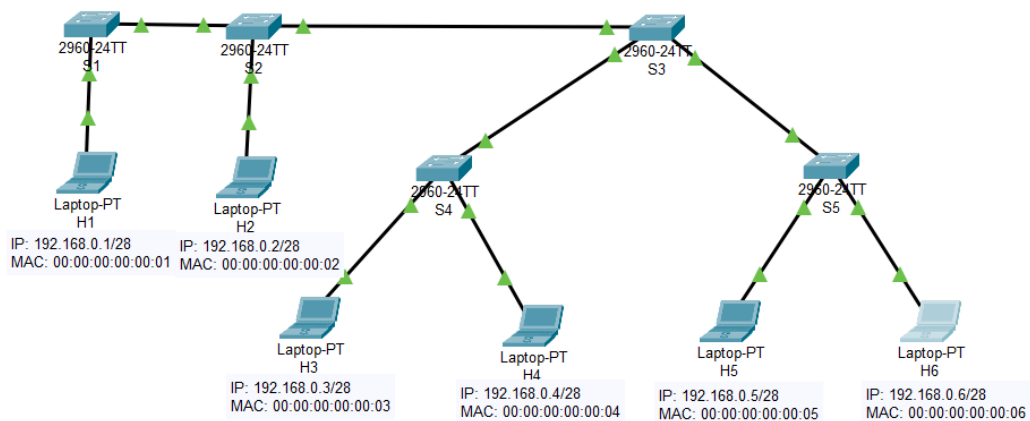 2960-24TT
S1
2960-24TT
S2
2960-24TT
S3
Laptop-PT
H1
IP: 192.168.0.1/28
MAC: 00:00:00:00:00:01
Laptop-PT
H2
IP: 192.168.0.2/28
MAC: 00:00:00:00:00:02
2960-24TT
S4
2960-24TT
S5
Laptop-PT
H3
IP: 192.168.0.3/28
MAC: 00:00:00:00:00:03
Laptop-PT
H4
IP: 192.168.0.4/28
MAC: 00:00:00:00:00:04
Laptop-PT
H5
IP: 192.168.0.5/28
MAC: 00:00:00:00:00:05
Laptop-PT
H6
IP: 192.168.0.6/28
MAC: 00:00:00:00:00:06